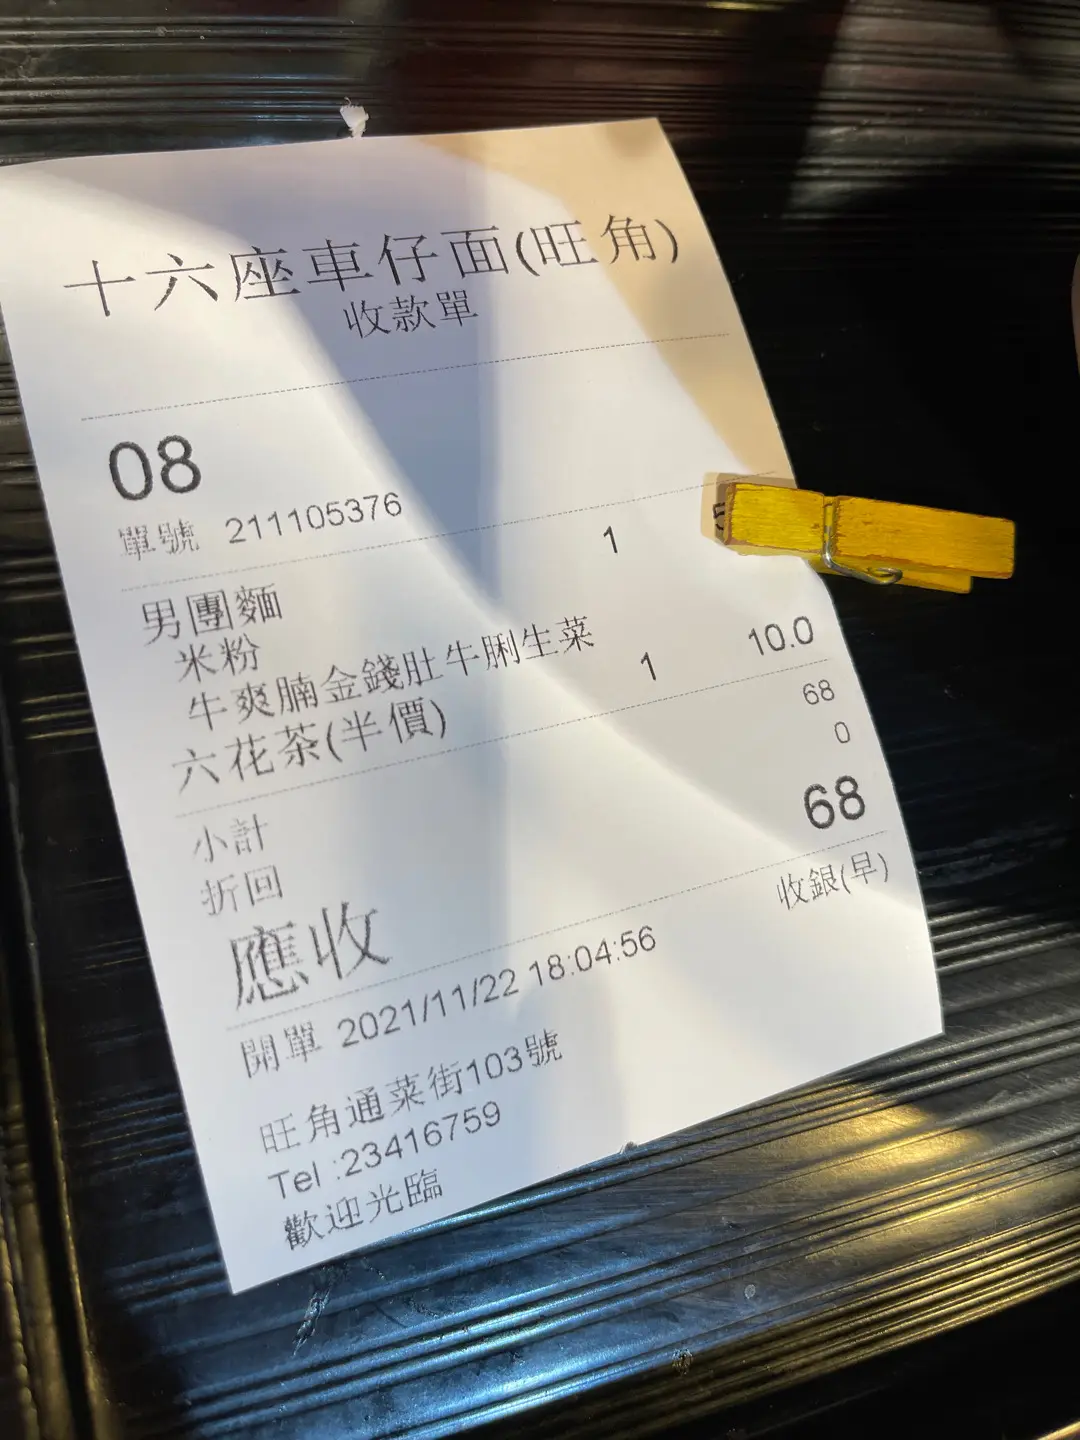 十六座車仔面(旺角)
收款單
08
單號 211105376
男團麵 1 5
米粉
牛爽腩金錢肚牛脷生菜
六花茶(半價) 1 10.0
小計 68
折回 0
應收 68
開單 2021/11/22 18:04:56 收銀(早)
旺角通菜街103號
Tel :23416759
歡迎光臨